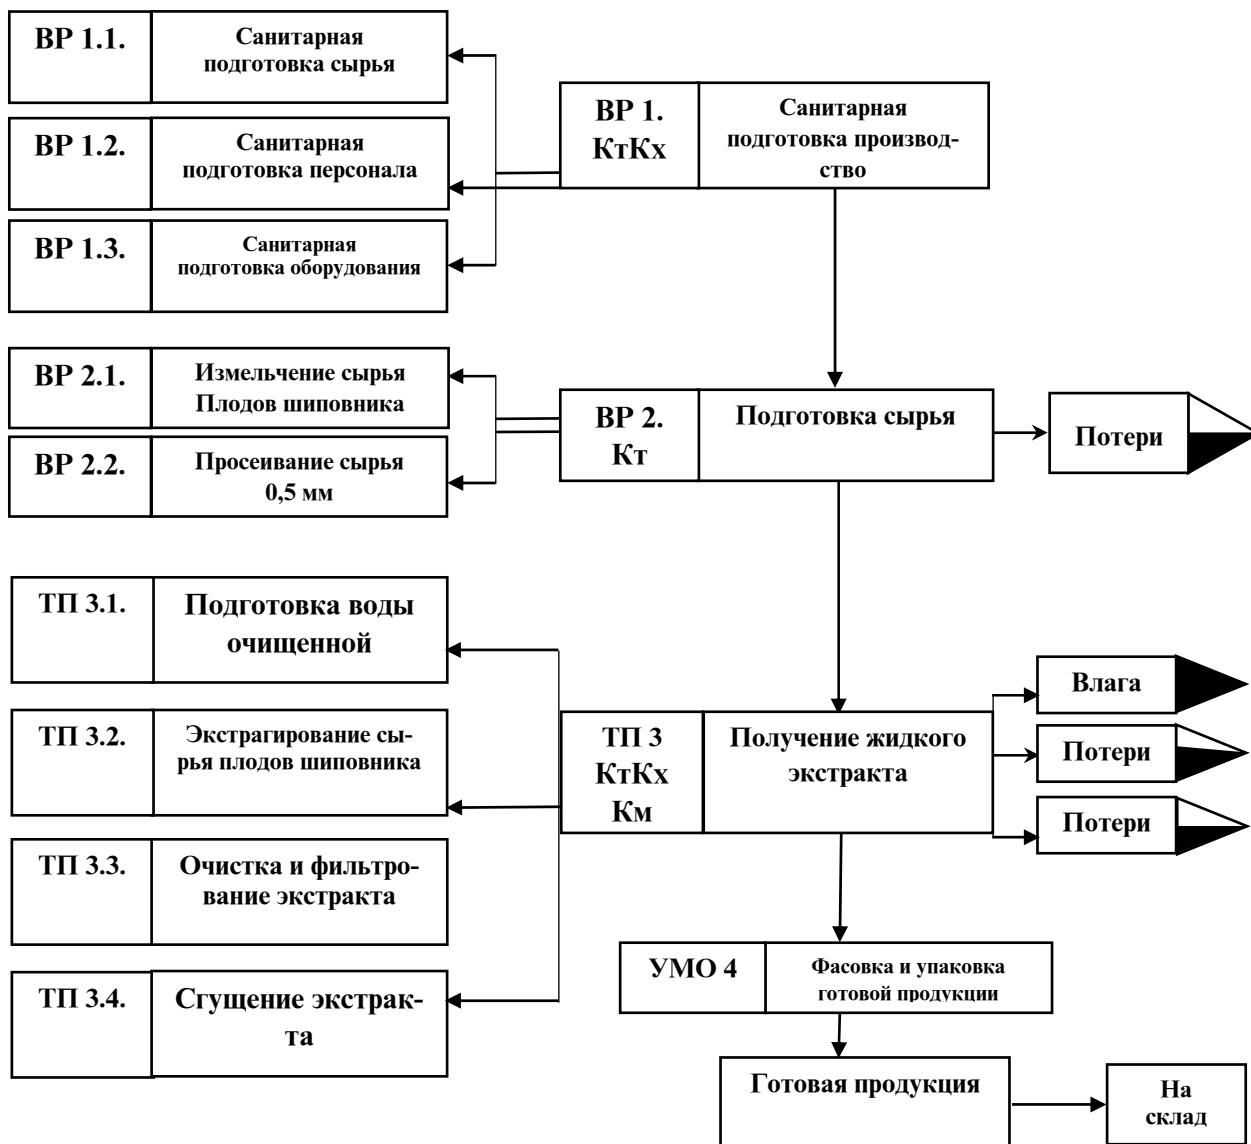 ВР 1.1.
Санитарная
подготовка сырья
ВР 1.2.
Санитарная
подготовка персонала
ВР 1.3.
Санитарная
подготовка оборудования
ВР 1.
КтКх
Санитарная
подготовка производ-
ство
ВР 2.1.
Измельчение сырья
Плодов шиповника
ВР 2.2.
Просеивание сырья
0,5 мм
ВР 2.
Кт
Подготовка сырья
Потери
ТП 3.1.
Подготовка воды
очищенной
ТП 3.2.
Экстрагирование сы-
рья плодов шиповника
ТП 3.3.
Очистка и фильтро-
вание экстракта
ТП 3.4.
Сгущение экстрак-
та
ТП 3
КтКх
Км
Получение жидкого
экстракта
Влага
Потери
Потери
УМО 4
Фасовка и упаковка
готовой продукции
Готовая продукция
На
склад